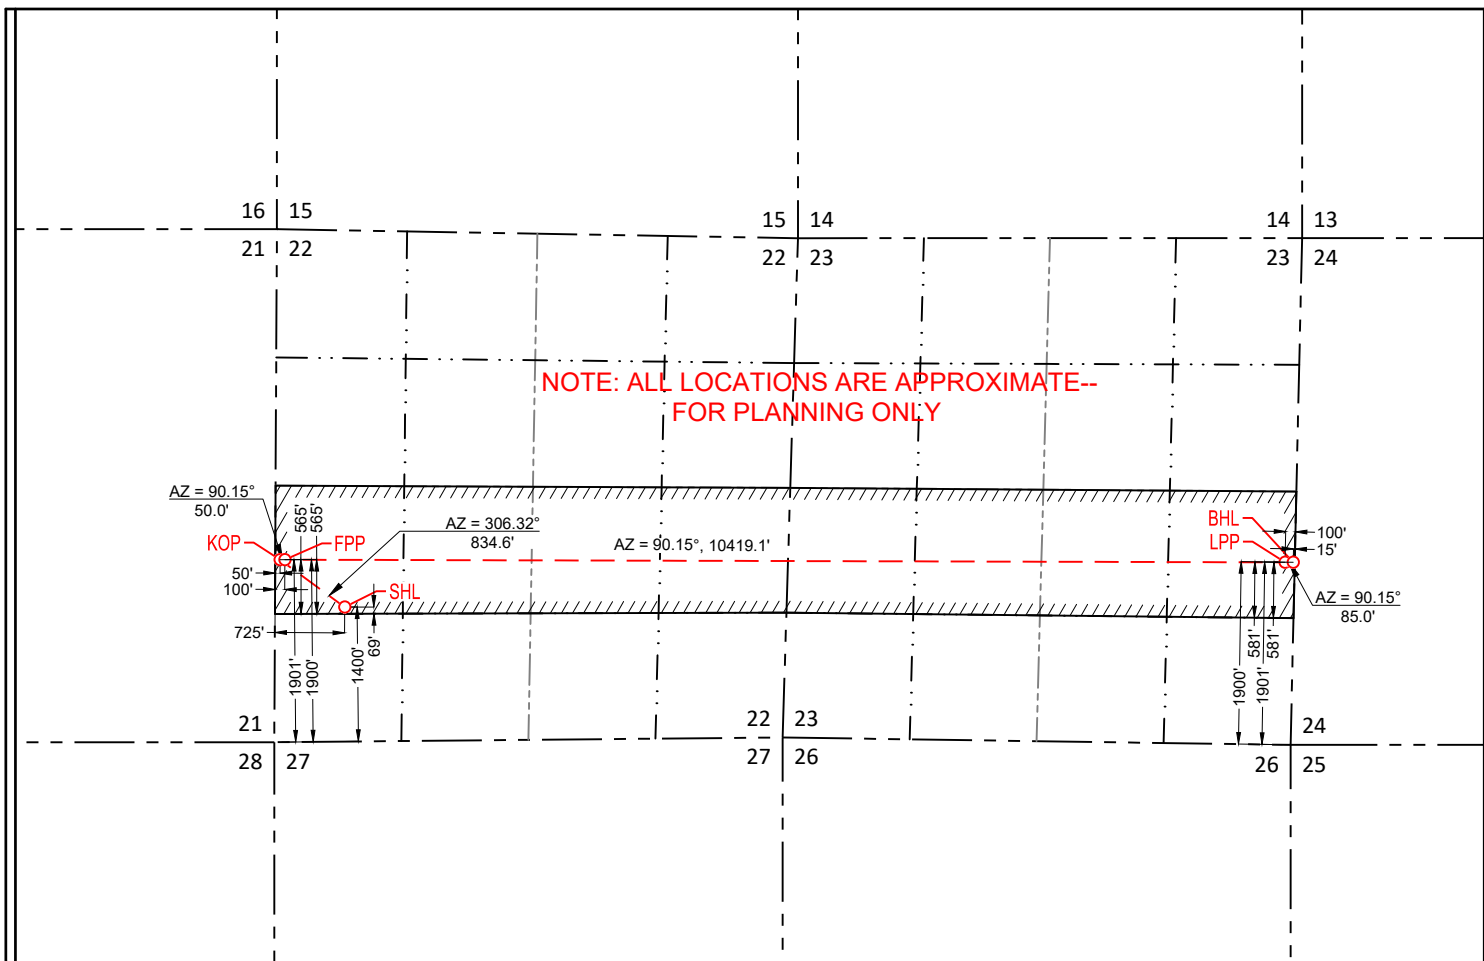 16 15
21 22
15 14
22 23
14 13
23 24
NOTE: ALL LOCATIONS ARE APPROXIMATE--
FOR PLANNING ONLY
AZ = 90.15°
50.0'
KOP
FPP
565'
565'
AZ = 306.32°
834.6'
AZ = 90.15°, 10419.1'
BHL
LPP
100'
15'
50'
100'
SHL
AZ = 90.15°
85.0'
725'
69'
1901'
1900'
1400'
1900'
1901'
581'
581'
21
28 27
22 23
27 26
24
26 25